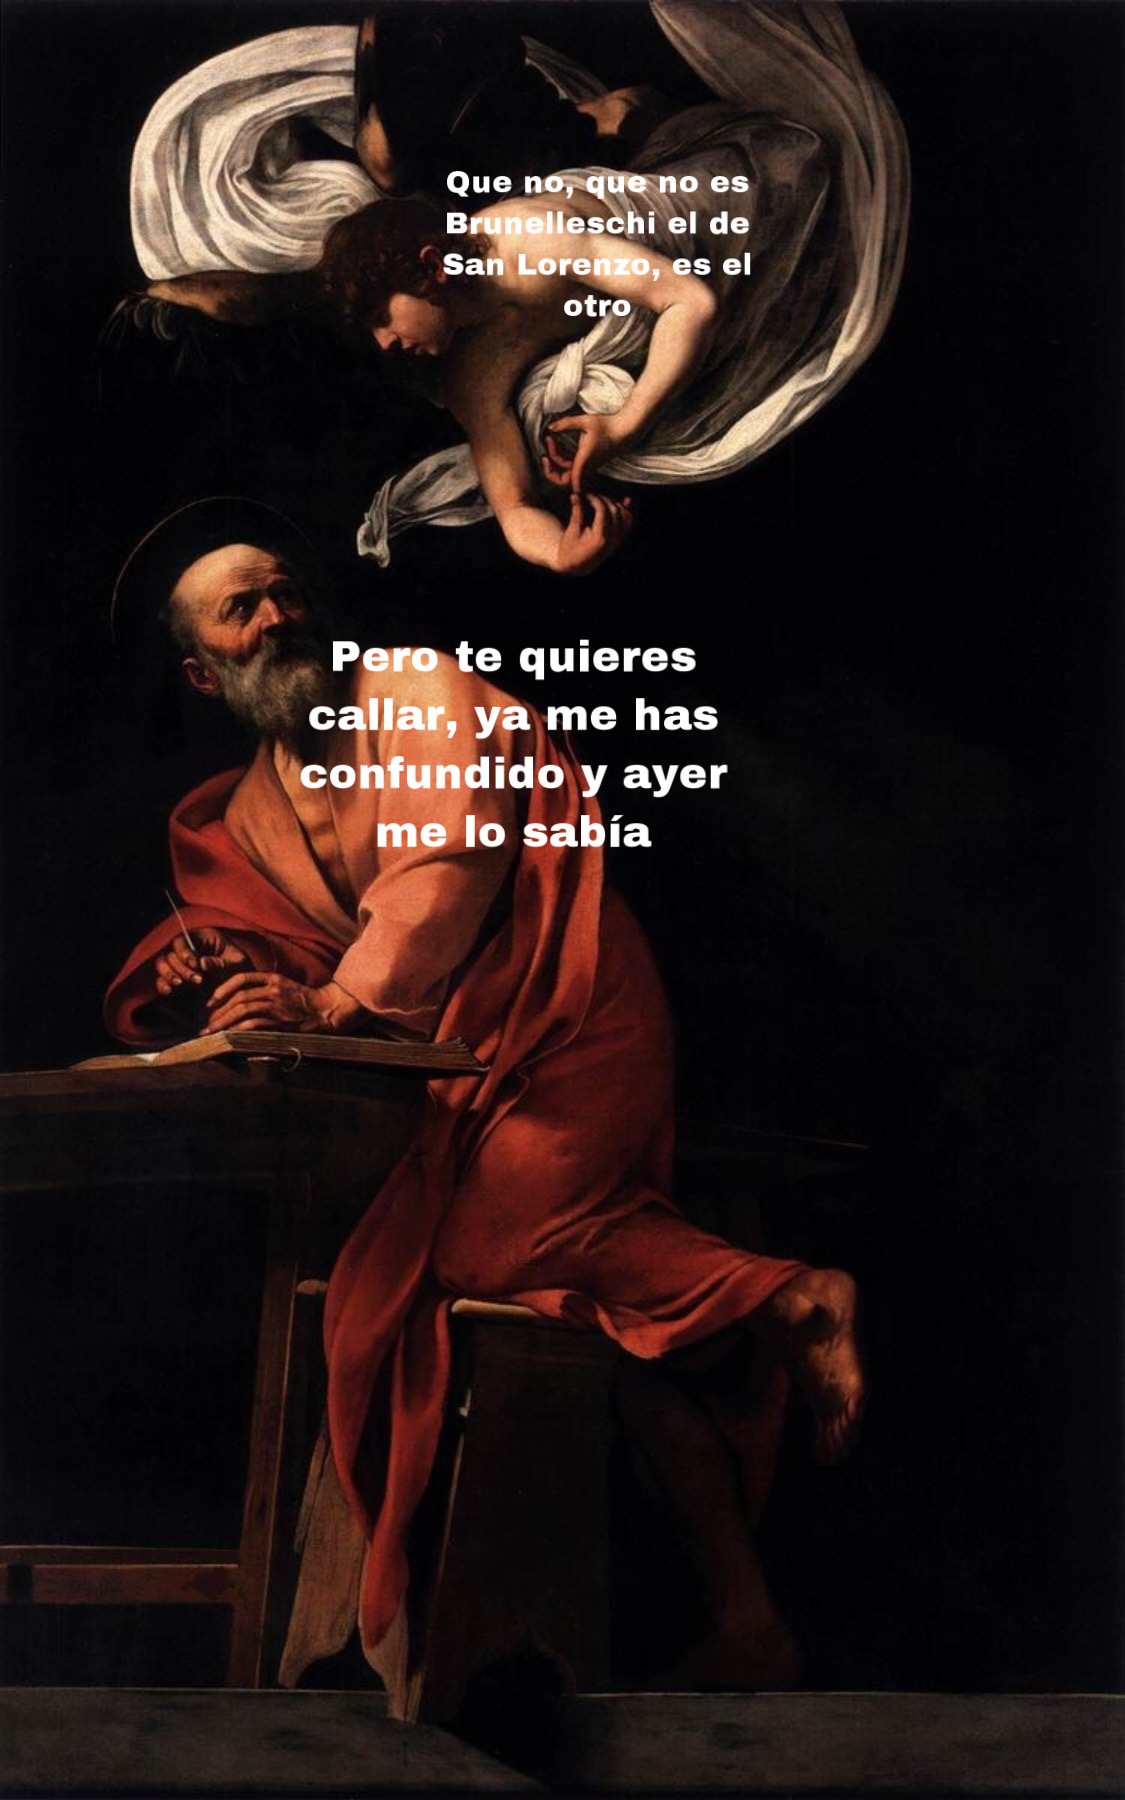 Que no, que no es
Brunelleschi el de
San Lorenzo, es el
otro
Pero te quieres
callar, ya me has
confundido y ayer
me lo sabía